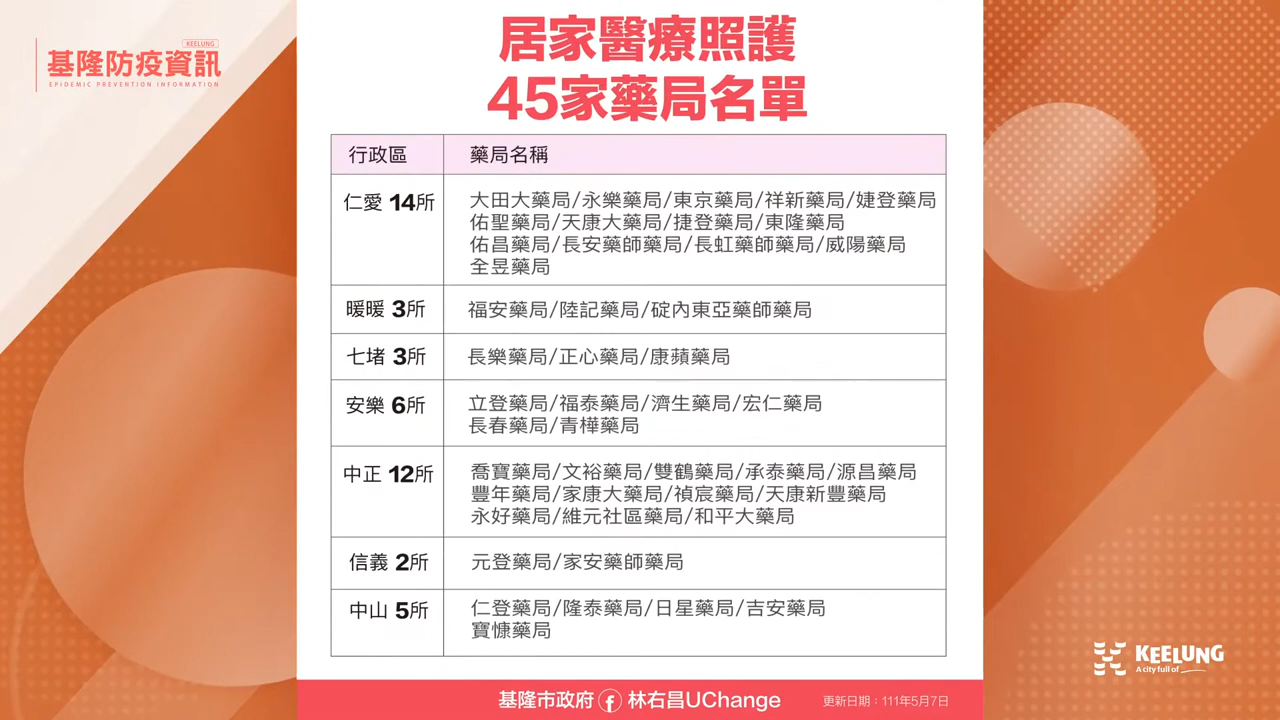 KEELUNG
基隆防疫資訊
EPIDEMIC PREVENTION INFORMATION
居家醫療照護
45家藥局名單
行政區 藥局名稱
仁愛 14所
大田大藥局/永樂藥局/東京藥局/祥新藥局/婕登藥局
佑聖藥局/天康大藥局/捷登藥局/東隆藥局
佑昌藥局/長安藥師藥局/長虹藥師藥局/威陽藥局
全昱藥局
暖暖 3所 福安藥局/陸記藥局/碇內東亞藥師藥局
七堵 3所 長樂藥局/正心藥局/康蘋藥局
安樂 6所
立登藥局/福泰藥局/濟生藥局/宏仁藥局
長春藥局/青樺藥局
中正 12所
喬寶藥局/文裕藥局/雙鶴藥局/承泰藥局/源昌藥局
豐年藥局/家康大藥局/禎宸藥局/天康新豐藥局
永好藥局/維元社區藥局/和平大藥局
信義 2所 元登藥局/家安藥師藥局
中山 5所
仁登藥局/隆泰藥局/日星藥局/吉安藥局
寶慷藥局
基隆市政府 f 林右昌UChange
更新日期：111年5月7日
KEELUNG
A city full of